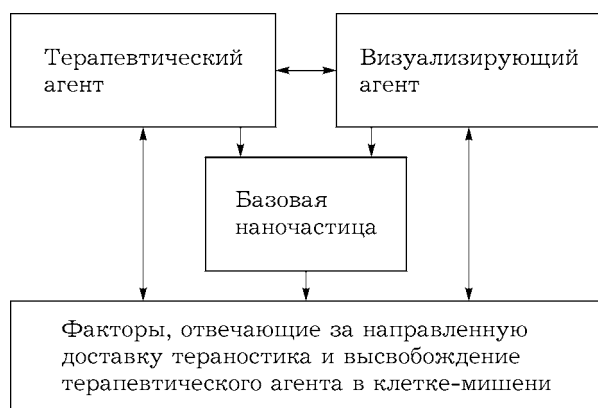 Терапевтический
агент
Визуализирующий
агент
Базовая
наночастица
Факторы, отвечающие за направленную
доставку тераностика и высвобождение
терапевтического агента в клетке-мишени